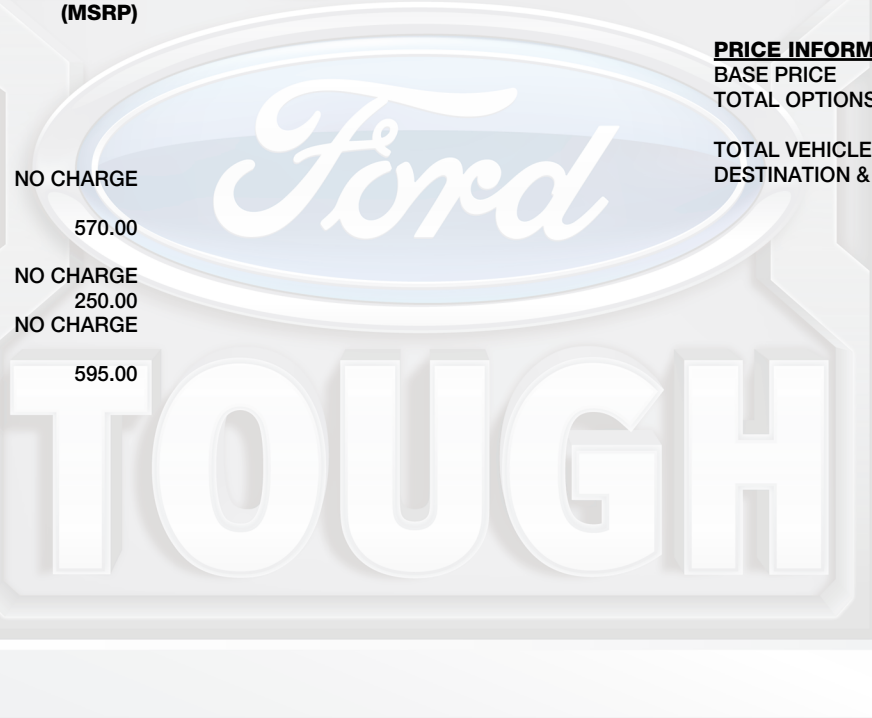 (MSRP)
NO CHARGE
570.00
NO CHARGE
250.00
NO CHARGE
595.00
PRICE INFORM
BASE PRICE
TOTAL OPTIONS
TOTAL VEHICLE
DESTINATION &
Ford
TOUGH